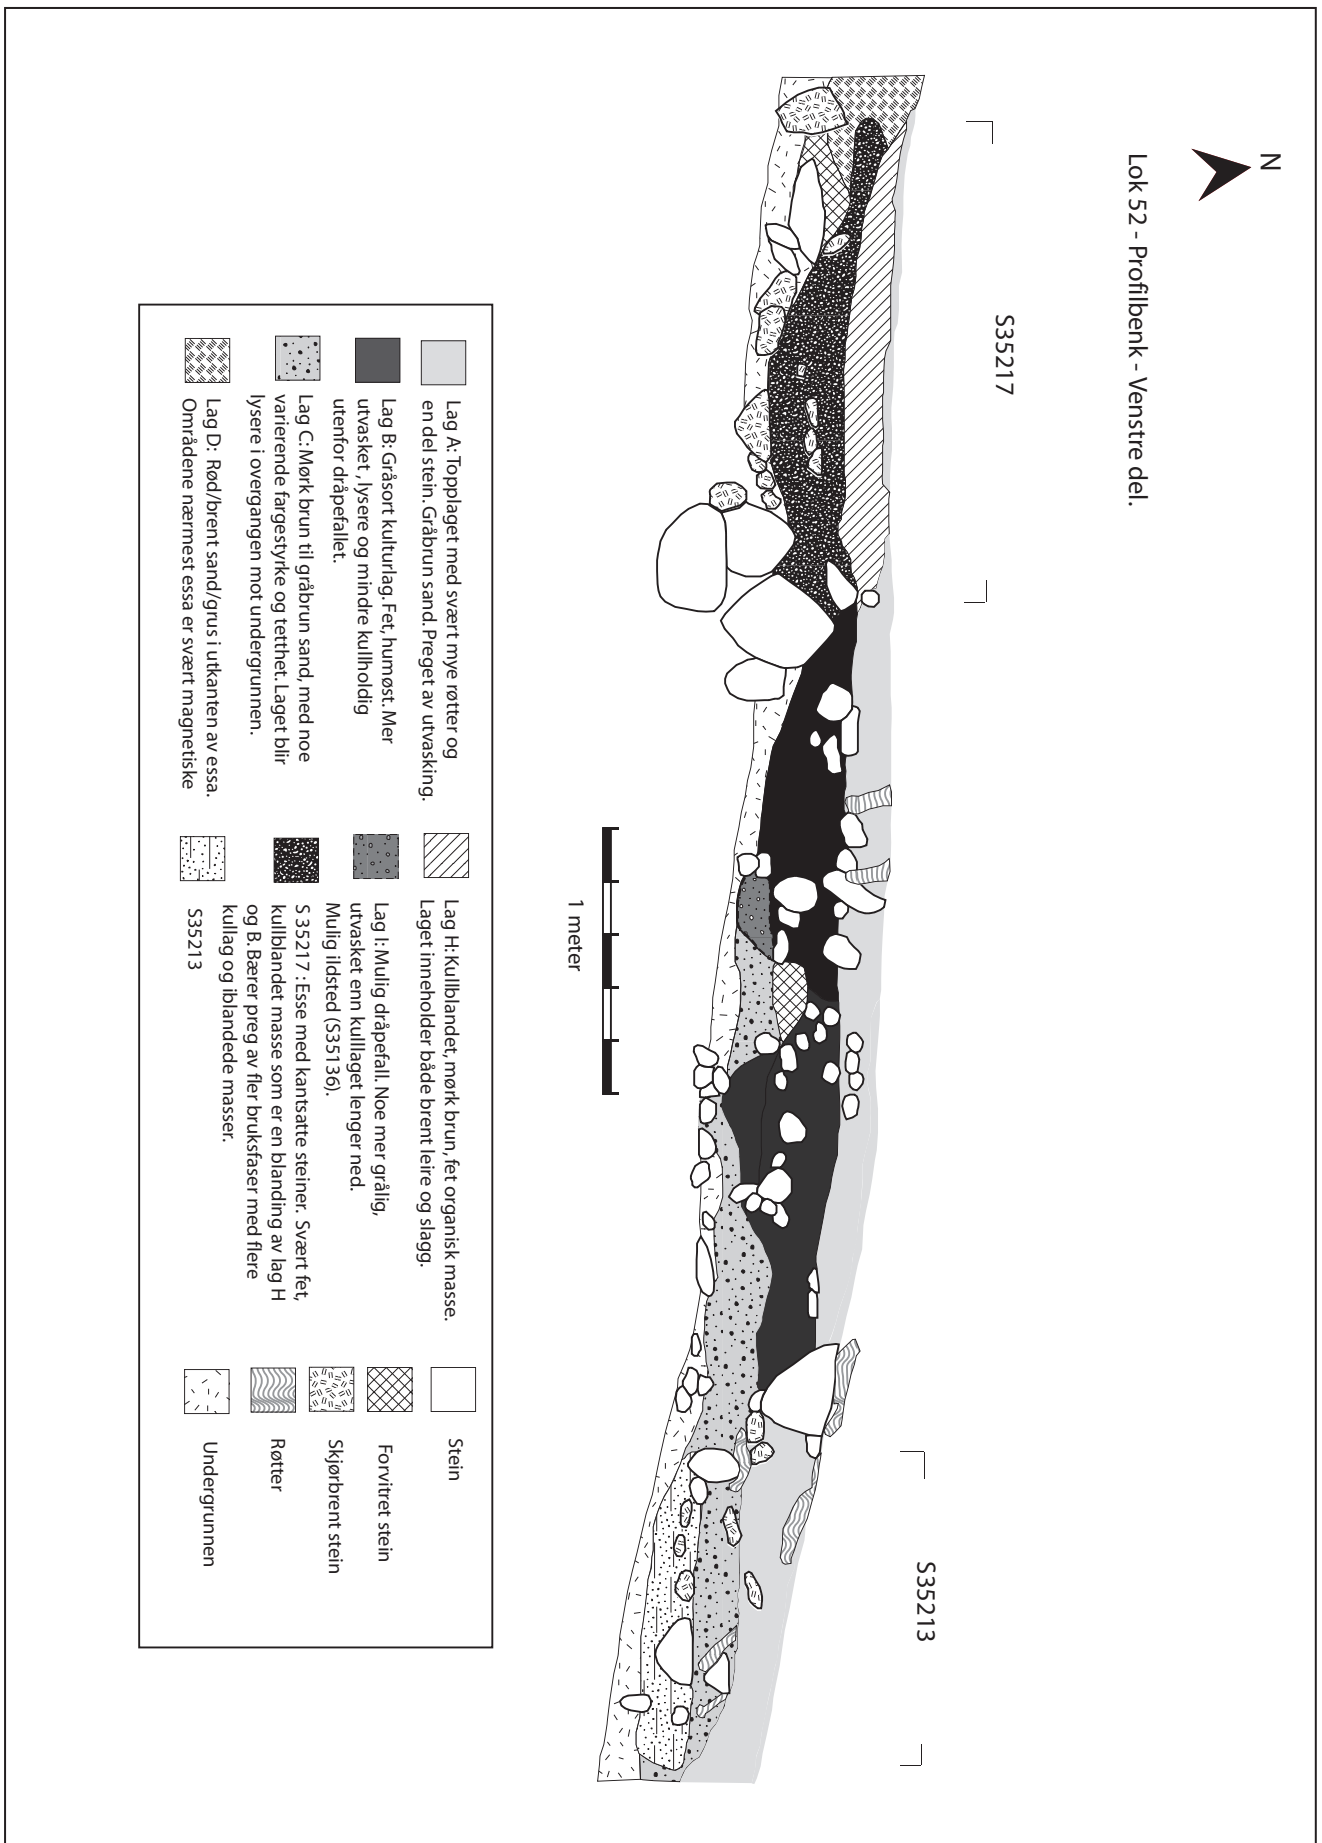 N
Lok 52 - Profilbenk - Venstre del.
S35217
S35213
1 meter
Lag A: Topplaget med svært mye røtter og
en del stein. Gråbrun sand. Preget av utvasking.
Lag B: Gråsort kulturlag. Fet, humøst. Mer
utvasket , lysere og mindre kullholdig
utenfor dråpefallet.
Lag C: Mørk brun til gråbrun sand, med noe
varierende fargestyrke og tetthet. Laget blir
lysere i overgangen mot undergrunnen.
Lag D: Rød/brent sand/grus i utkanten av essa.
Områdene nærmest essa er svært magnetiske
Lag H: Kullblandet, mørk brun, fet organisk masse.
Laget inneholder både brent leire og slagg.
Lag I: Mulig dråpefall. Noe mer grålig,
utvasket enn kulllaget lenger ned.
Mulig ildsted (S35136).
S 35217 : Esse med kantsatte steiner. Svært fet,
kullblandet masse som er en blanding av lag H
og B. Bærer preg av fler bruksfaser med flere
kullag og iblandede masser.
S35213
Stein
Forvitret stein
Skjørbrent stein
Røtter
Undergrunnen